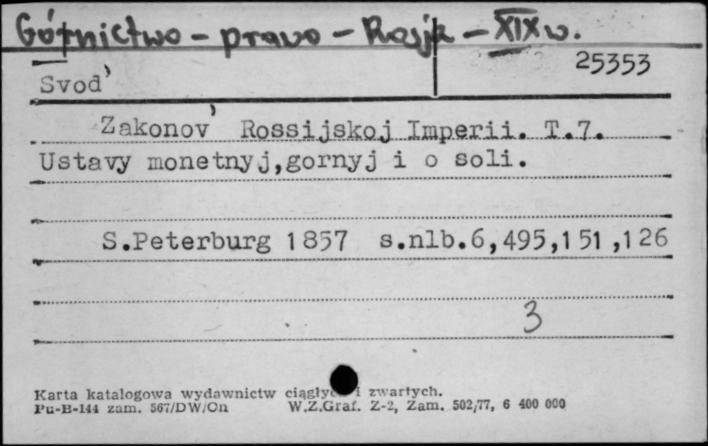 Górnictwo - prawo - Rosja - XIX w.
25353
Svod'
Zakonov' Rossijskoj Imperii. T.7.
Ustavy monetnyj,gornyj i o soli.
S.Peterburg 1857 s.nlb.6,495,151,126
3
Karta katalogowa wydawnictw ciągłych i zwartych.
Pu-B-144 zam. 567/DW/On W.Z.Graf. Z-2, Zam. 502/77, 6 400 000